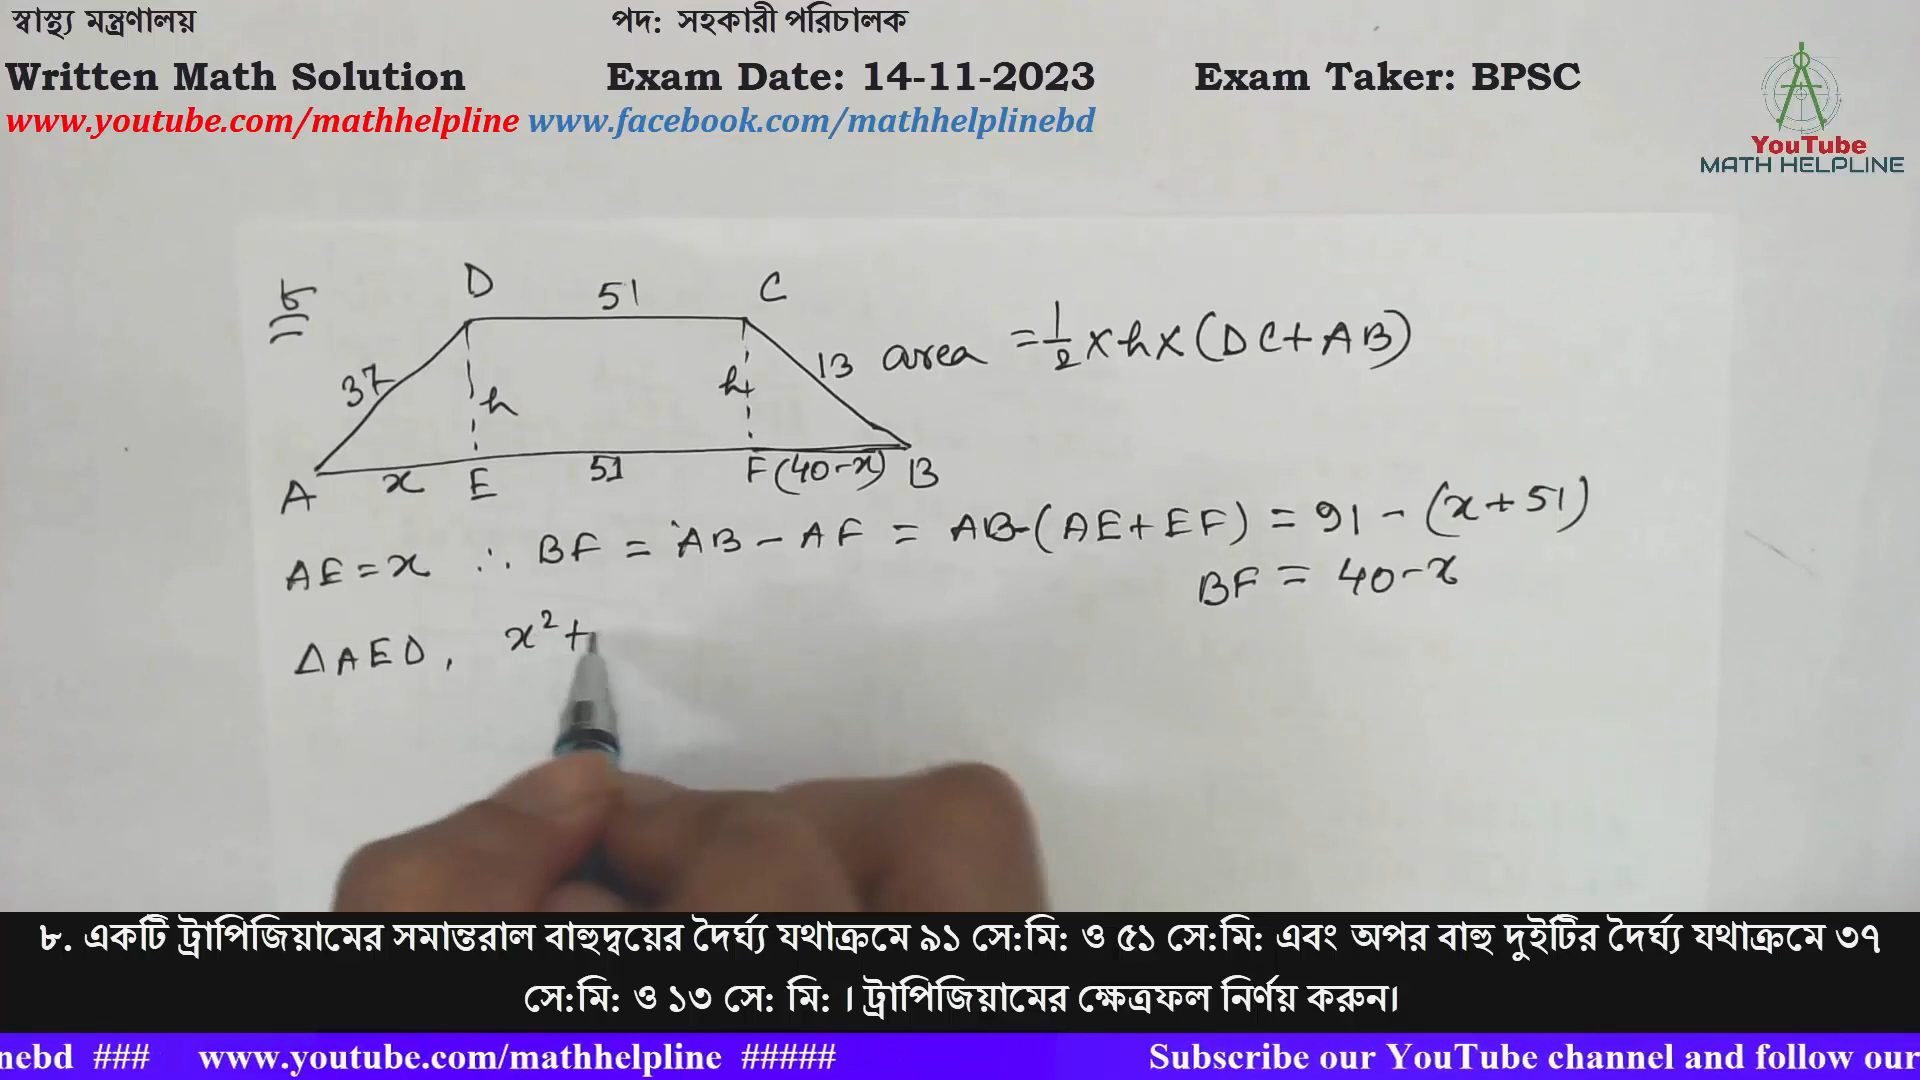 স্বাস্থ্য মন্ত্রণালয় পদ: সহকারী পরিচালক
Written Math Solution Exam Date: 14-11-2023 Exam Taker: BPSC
www.youtube.com/mathhelpline www.facebook.com/mathhelplinebd
YouTube
MATH HELPLINE
৮
D 51 C
37 h h 13
A x E 51 F (40-x) B
area = 1/2 × h × (DC + AB)
AE = x ∴ BF = AB - AF = AB - (AE + EF) = 91 - (x + 51)
BF = 40 - x
Δ AED, x² +
৮. একটি ট্রাপিজিয়ামের সমান্তরাল বাহুদ্বয়ের দৈর্ঘ্য যথাক্রমে ৯১ সে:মি: ও ৫১ সে:মি: এবং অপর বাহু দুইটির দৈর্ঘ্য যথাক্রমে ৩৭
সে:মি: ও ১৩ সে: মি: । ট্রাপিজিয়ামের ক্ষেত্রফল নির্ণয় করুন।
nebd ### www.youtube.com/mathhelpline ##### Subscribe our YouTube channel and follow our